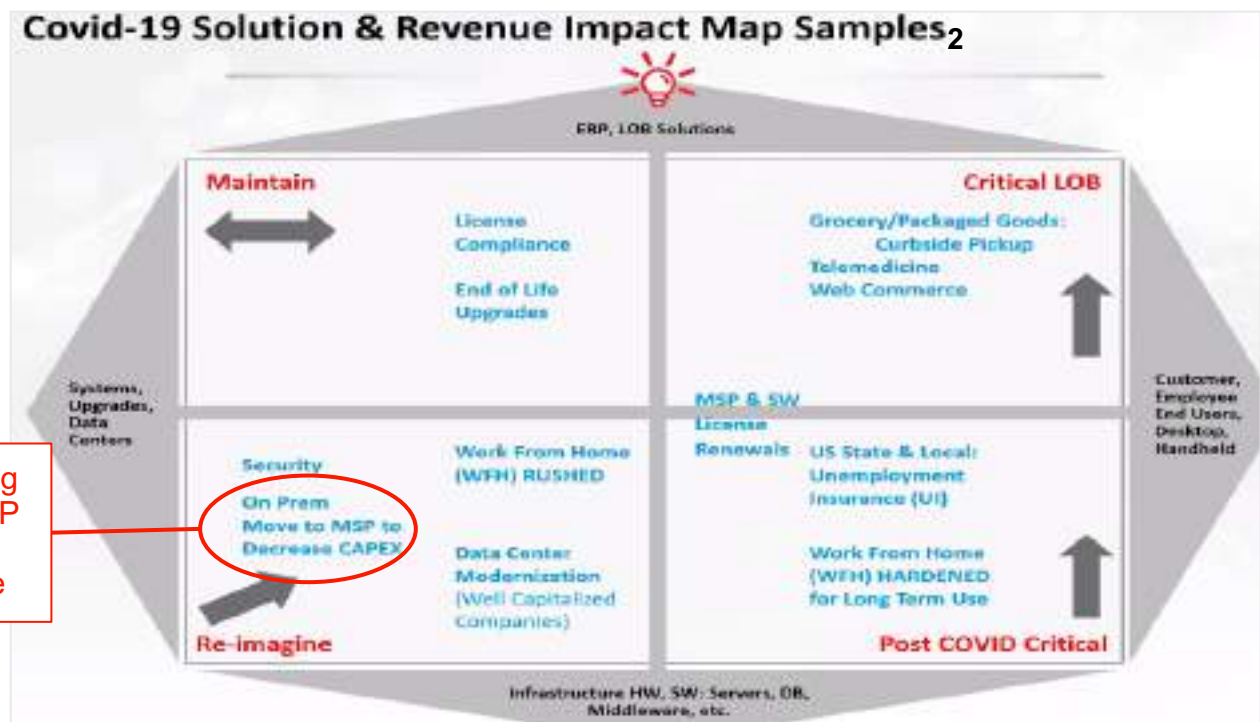 Covid-19 Solution & Revenue Impact Map Samples2
ERP, LOB Solutions
Maintain
License
Compliance
End of Life
Upgrades
Critical LOB
Grocery/Packaged Goods:
Curbside Pickup
Telemedicine
Web Commerce
Systems,
Upgrades,
Data
Centers
Customer,
Employee
End Users,
Desktop,
Handheld
MSP & SW
License
Renewals
g
P
e
Security
On Prem
Move to MSP to
Decrease CAPEX
Work From Home
(WFH) RUSHED
Data Center
Modernization
(Well Capitalized
Companies)
Re-imagine
US State & Local:
Unemployment
Insurance (UI)
Work From Home
(WFH) HARDENED
for Long Term Use
Post COVID Critical
Infrastructure HW, SW: Servers, DB,
Middleware, etc.